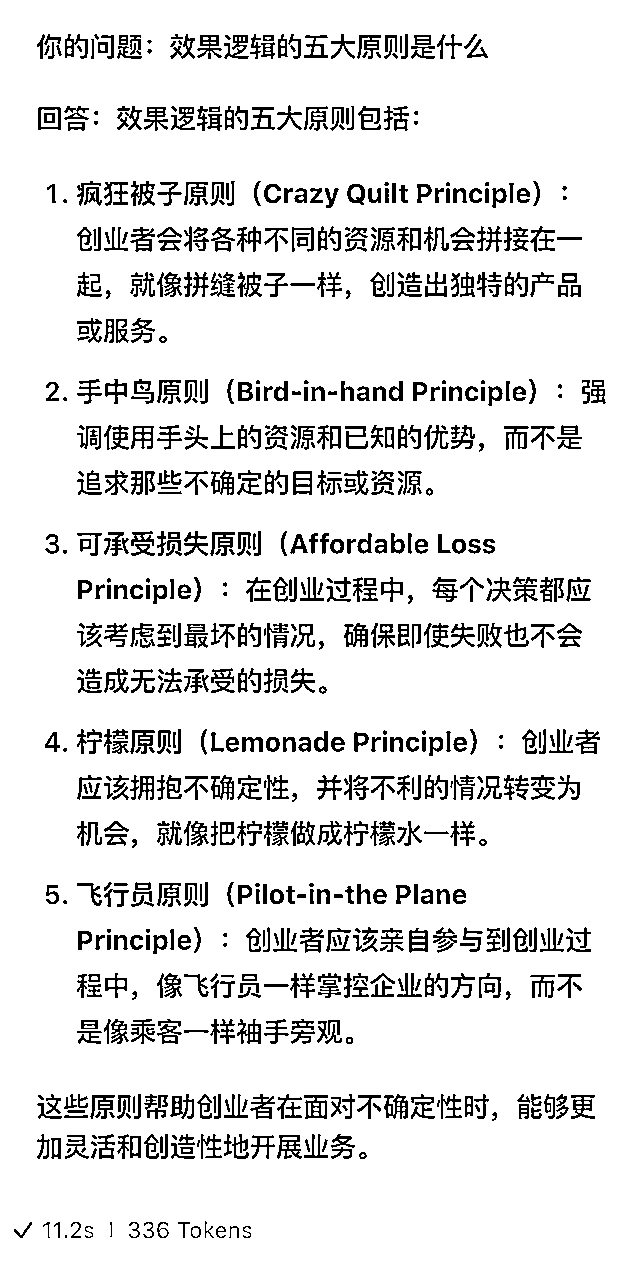 你的问题：效果逻辑的五大原则是什么
回答：效果逻辑的五大原则包括：
1. 疯狂被子原则（Crazy Quilt Principle）：
创业者会将各种不同的资源和机会拼接在一
起，就像拼缝被子一样，创造出独特的产品
或服务。
2. 手中鸟原则（Bird-in-hand Principle）：强
调使用手头上的资源和已知的优势，而不是
追求那些不确定的目标或资源。
3. 可承受损失原则（Affordable Loss
Principle）：在创业过程中，每个决策都应
该考虑到最坏的情况，确保即使失败也不会
造成无法承受的损失。
4. 柠檬原则（Lemonade Principle）：创业者
应该拥抱不确定性，并将不利的情况转变为
机会，就像把柠檬做成柠檬水一样。
5. 飞行员原则（Pilot-in-the Plane
Principle）：创业者应该亲自参与到创业过
程中，像飞行员一样掌控企业的方向，而不
是像乘客一样袖手旁观。
这些原则帮助创业者在面对不确定性时，能够更
加灵活和创造性地开展业务。
✓ 11.2s | 336 Tokens